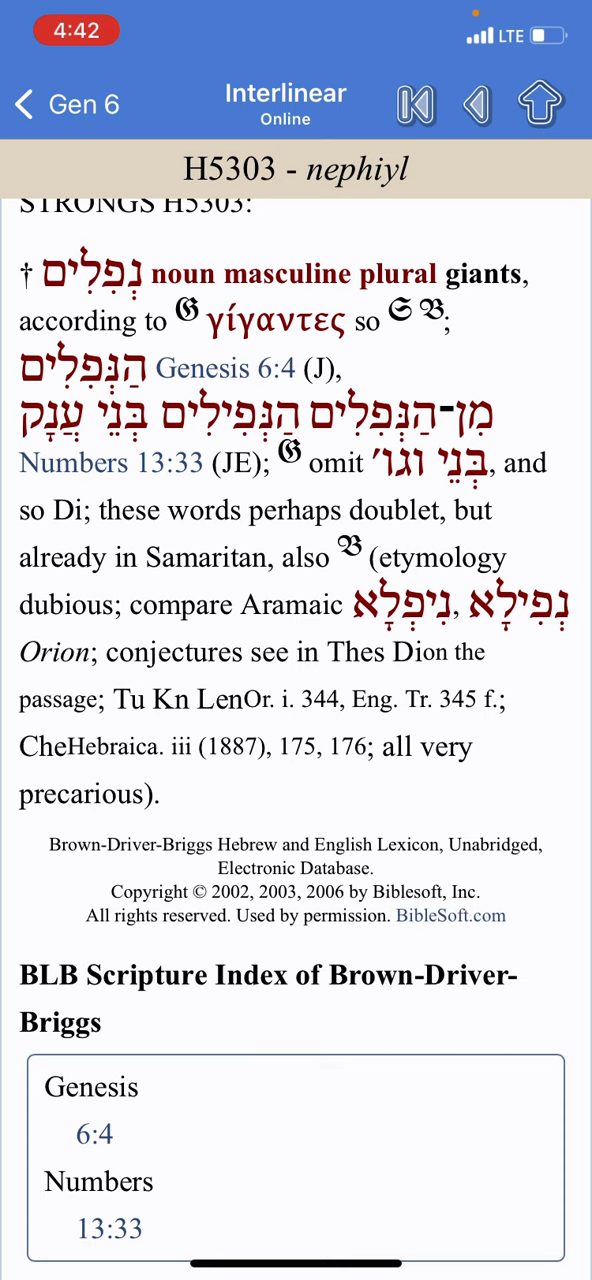 4:42
LTE
Gen 6
Interlinear
Online
H5303 - nephiyl
STRONGS H5303:
† נְפִלִים noun masculine plural giants,
according to 𝔊 γίγαντες so 𝔖 𝔅;
הַנְּפִלִים Genesis 6:4 (J),
מִן־הַנְּפִלִים הַנְּפִילִים בְּנֵי עֲנָק
Numbers 13:33 (JE); 𝔊 omit בְּנֵי וגו׳, and
so Di; these words perhaps doublet, but
already in Samaritan, also 𝔅 (etymology
dubious; compare Aramaic נְפִילָא, נִיפְלָא
Orion; conjectures see in Thes Dion the
passage; Tu Kn LenOr. i. 344, Eng. Tr. 345 f.;
CheHebraica. iii (1887), 175, 176; all very
precarious).
Brown-Driver-Briggs Hebrew and English Lexicon, Unabridged,
Electronic Database.
Copyright © 2002, 2003, 2006 by Biblesoft, Inc.
All rights reserved. Used by permission. BibleSoft.com
BLB Scripture Index of Brown-Driver-
Briggs
Genesis
6:4
Numbers
13:33